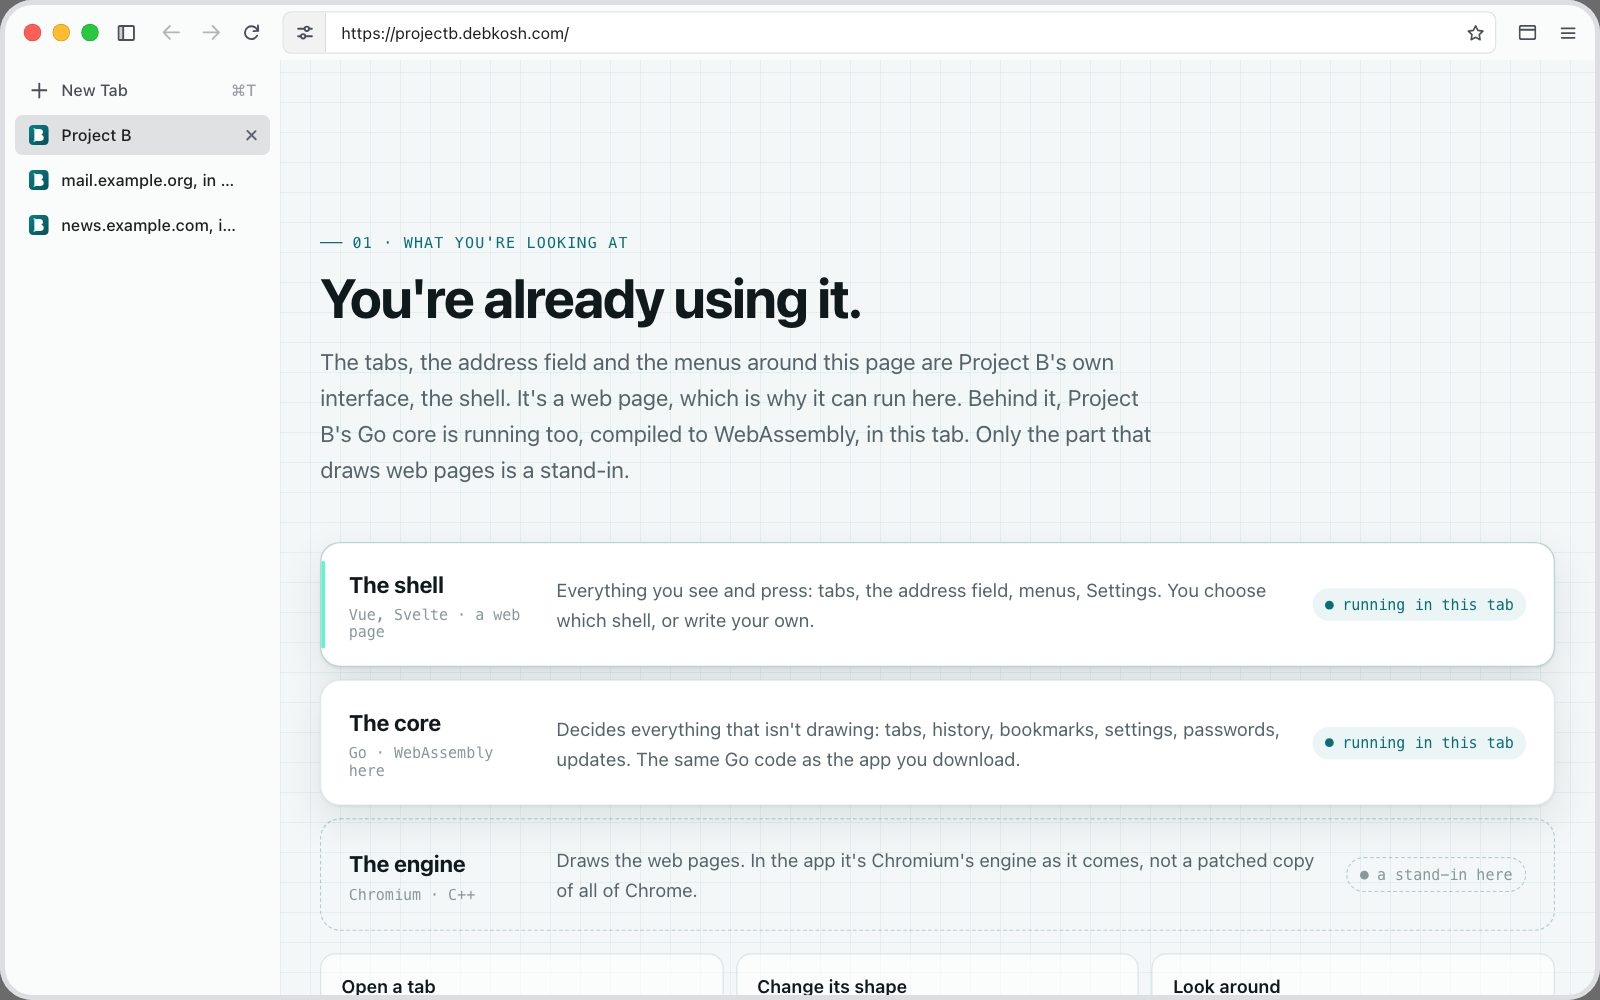 https://projectb.debkosh.com/
New Tab
⌘T
Project B
mail.example.org, in ...
news.example.com, i...
01 · WHAT YOU'RE LOOKING AT
You're already using it.
The tabs, the address field and the menus around this page are Project B's own
interface, the shell. It's a web page, which is why it can run here. Behind it, Project
B's Go core is running too, compiled to WebAssembly, in this tab. Only the part that
draws web pages is a stand-in.
The shell
Vue, Svelte · a web
page
Everything you see and press: tabs, the address field, menus, Settings. You choose
which shell, or write your own.
running in this tab
The core
Go · WebAssembly
here
Decides everything that isn't drawing: tabs, history, bookmarks, settings, passwords,
updates. The same Go code as the app you download.
running in this tab
The engine
Chromium · C++
Draws the web pages. In the app it's Chromium's engine as it comes, not a patched copy
of all of Chrome.
a stand-in here
Open a tab
Change its shape
Look around